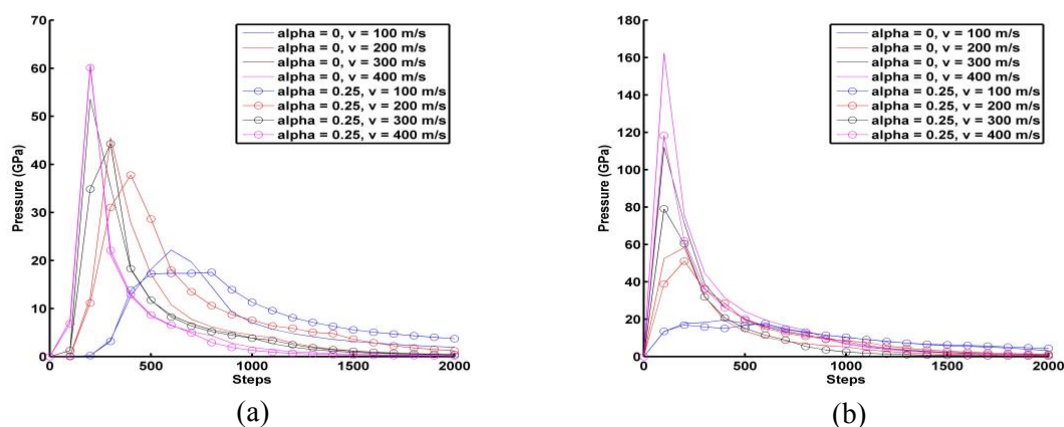 70
60
50
40
30
20
10
0
Pressure (GPa)
alpha = 0, v = 100 m/s
alpha = 0, v = 200 m/s
alpha = 0, v = 300 m/s
alpha = 0, v = 400 m/s
alpha = 0.25, v = 100 m/s
alpha = 0.25, v = 200 m/s
alpha = 0.25, v = 300 m/s
alpha = 0.25, v = 400 m/s
0 500 1000 1500 2000
Steps
(a)
180
160
140
120
100
80
60
40
20
0
Pressure (GPa)
alpha = 0, v = 100 m/s
alpha = 0, v = 200 m/s
alpha = 0, v = 300 m/s
alpha = 0, v = 400 m/s
alpha = 0.25, v = 100 m/s
alpha = 0.25, v = 200 m/s
alpha = 0.25, v = 300 m/s
alpha = 0.25, v = 400 m/s
0 500 1000 1500 2000
Steps
(b)